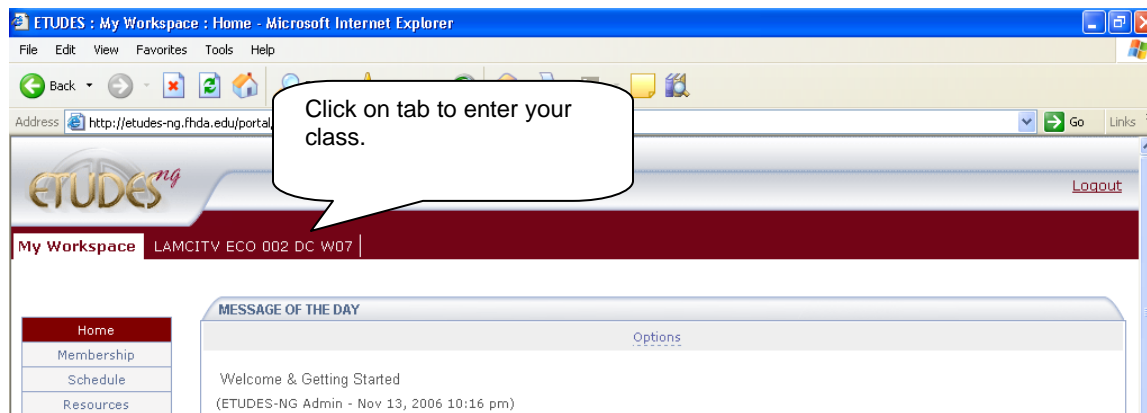 ETUDES : My Workspace : Home - Microsoft Internet Explorer
File Edit View Favorites Tools Help
Back
Address http://etudes-ng.fhda.edu/portal/ Go Links
Click on tab to enter your
class.
ETUDES ng
Logout
My Workspace LAMCITV ECO 002 DC W07
MESSAGE OF THE DAY
Options
Home
Membership
Schedule
Resources
Welcome & Getting Started
(ETUDES-NG Admin - Nov 13, 2006 10:16 pm)